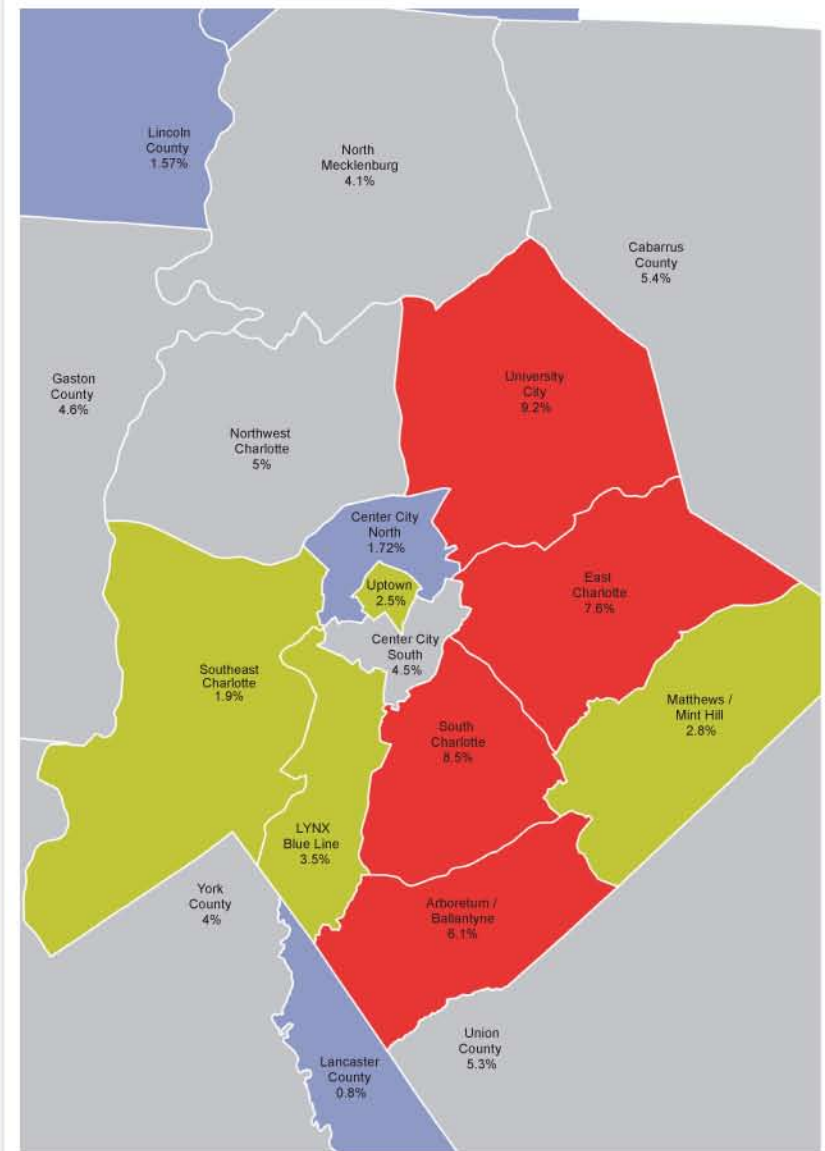 Lincoln
County
1.57%
North
Mecklenburg
4.1%
Cabarrus
County
5.4%
Gaston
County
4.6%
University
City
9.2%
Northwest
Charlotte
5%
Center City
North
1.72%
Uptown
2.5%
East
Charlotte
7.6%
Center City
South
4.5%
Southeast
Charlotte
1.9%
Matthews /
Mint Hill
2.8%
South
Charlotte
8.5%
LYNX
Blue Line
3.5%
York
County
4%
Arboretum /
Ballantyne
6.1%
Union
County
5.3%
Lancaster
County
0.8%